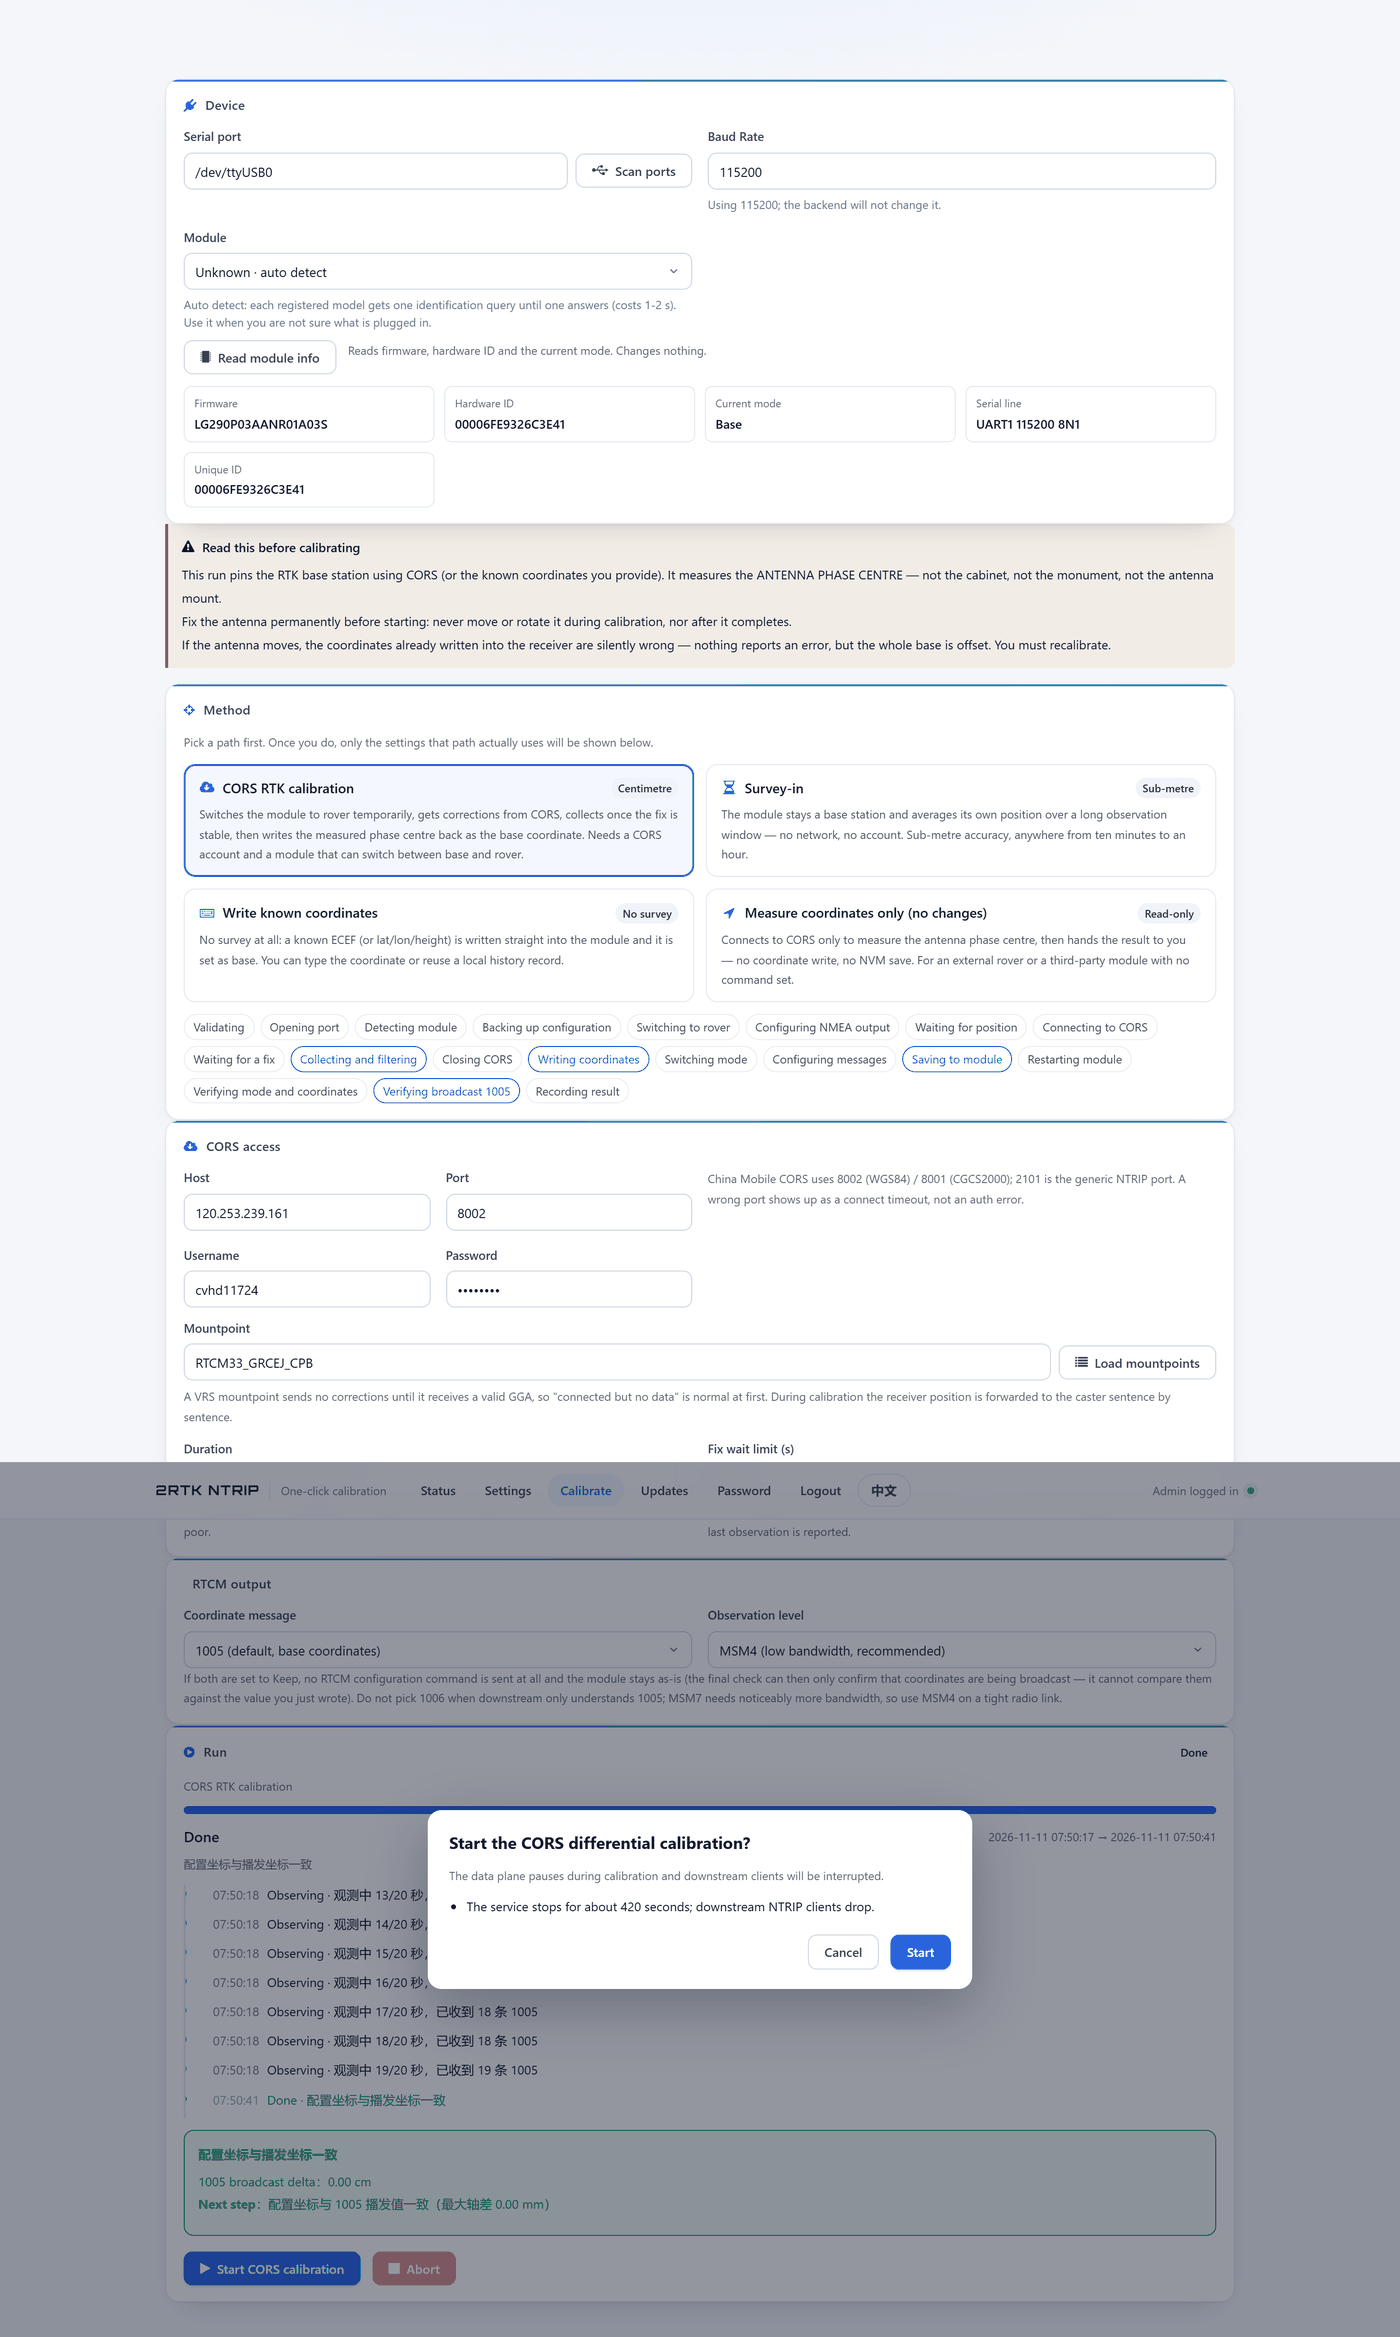 Device
Serial port
Baud Rate
/dev/ttyUSB0
Scan ports
115200
Using 115200; the backend will not change it.
Module
Unknown · auto detect
Auto detect: each registered model gets one identification query until one answers (costs 1-2 s).
Use it when you are not sure what is plugged in.
Read module info
Reads firmware, hardware ID and the current mode. Changes nothing.
Firmware
LG290P03AANR01A03S
Hardware ID
00006FE9326C3E41
Current mode
Base
Serial line
UART1 115200 8N1
Unique ID
00006FE9326C3E41
Read this before calibrating
This run pins the RTK base station using CORS (or the known coordinates you provide). It measures the ANTENNA PHASE CENTRE — not the cabinet, not the monument, not the antenna
mount.
Fix the antenna permanently before starting: never move or rotate it during calibration, nor after it completes.
If the antenna moves, the coordinates already written into the receiver are silently wrong — nothing reports an error, but the whole base is offset. You must recalibrate.
Method
Pick a path first. Once you do, only the settings that path actually uses will be shown below.
CORS RTK calibration
Centimetre
Switches the module to rover temporarily, gets corrections from CORS, collects once the fix is
stable, then writes the measured phase centre back as the base coordinate. Needs a CORS
account and a module that can switch between base and rover.
Survey-in
Sub-metre
The module stays a base station and averages its own position over a long observation
window — no network, no account. Sub-metre accuracy, anywhere from ten minutes to an
hour.
Write known coordinates
No survey
No survey at all: a known ECEF (or lat/lon/height) is written straight into the module and it is
set as base. You can type the coordinate or reuse a local history record.
Measure coordinates only (no changes)
Read-only
Connects to CORS only to measure the antenna phase centre, then hands the result to you
— no coordinate write, no NVM save. For an external rover or a third-party module with no
command set.
Validating
Opening port
Detecting module
Backing up configuration
Switching to rover
Configuring NMEA output
Waiting for position
Connecting to CORS
Waiting for a fix
Collecting and filtering
Closing CORS
Writing coordinates
Switching mode
Configuring messages
Saving to module
Restarting module
Verifying mode and coordinates
Verifying broadcast 1005
Recording result
CORS access
Host
Port
China Mobile CORS uses 8002 (WGS84) / 8001 (CGCS2000); 2101 is the generic NTRIP port. A
wrong port shows up as a connect timeout, not an auth error.
120.253.239.161
8002
Username
Password
cvhd11724
••••••••
Mountpoint
RTCM33_GRCEJ_CPB
Load mountpoints
A VRS mountpoint sends no corrections until it receives a valid GGA, so "connected but no data" is normal at first. During calibration the receiver position is forwarded to the caster sentence by
sentence.
Duration
Fix wait limit (s)
2RTK NTRIP
One-click calibration
Status
Settings
Calibrate
Updates
Password
Logout
中文
Admin logged in
poor.
last observation is reported.
RTCM output
Coordinate message
Observation level
1005 (default, base coordinates)
MSM4 (low bandwidth, recommended)
If both are set to Keep, no RTCM configuration command is sent at all and the module stays as-is (the final check can then only confirm that coordinates are being broadcast — it cannot compare them
against the value you just wrote). Do not pick 1006 when downstream only understands 1005; MSM7 needs noticeably more bandwidth, so use MSM4 on a tight radio link.
Run
Done
CORS RTK calibration
Done
2026-11-11 07:50:17 → 2026-11-11 07:50:41
配置坐标与播发坐标一致
Start the CORS differential calibration?
The data plane pauses during calibration and downstream clients will be interrupted.
The service stops for about 420 seconds; downstream NTRIP clients drop.
Cancel
Start
07:50:18 Observing · 观测中 13/20 秒，
07:50:18 Observing · 观测中 14/20 秒，
07:50:18 Observing · 观测中 15/20 秒，
07:50:18 Observing · 观测中 16/20 秒，
07:50:18 Observing · 观测中 17/20 秒，已收到 18 条 1005
07:50:18 Observing · 观测中 18/20 秒，已收到 18 条 1005
07:50:18 Observing · 观测中 19/20 秒，已收到 19 条 1005
07:50:41 Done · 配置坐标与播发坐标一致
配置坐标与播发坐标一致
1005 broadcast delta：0.00 cm
Next step：配置坐标与 1005 播发值一致（最大轴差 0.00 mm）
Start CORS calibration
Abort